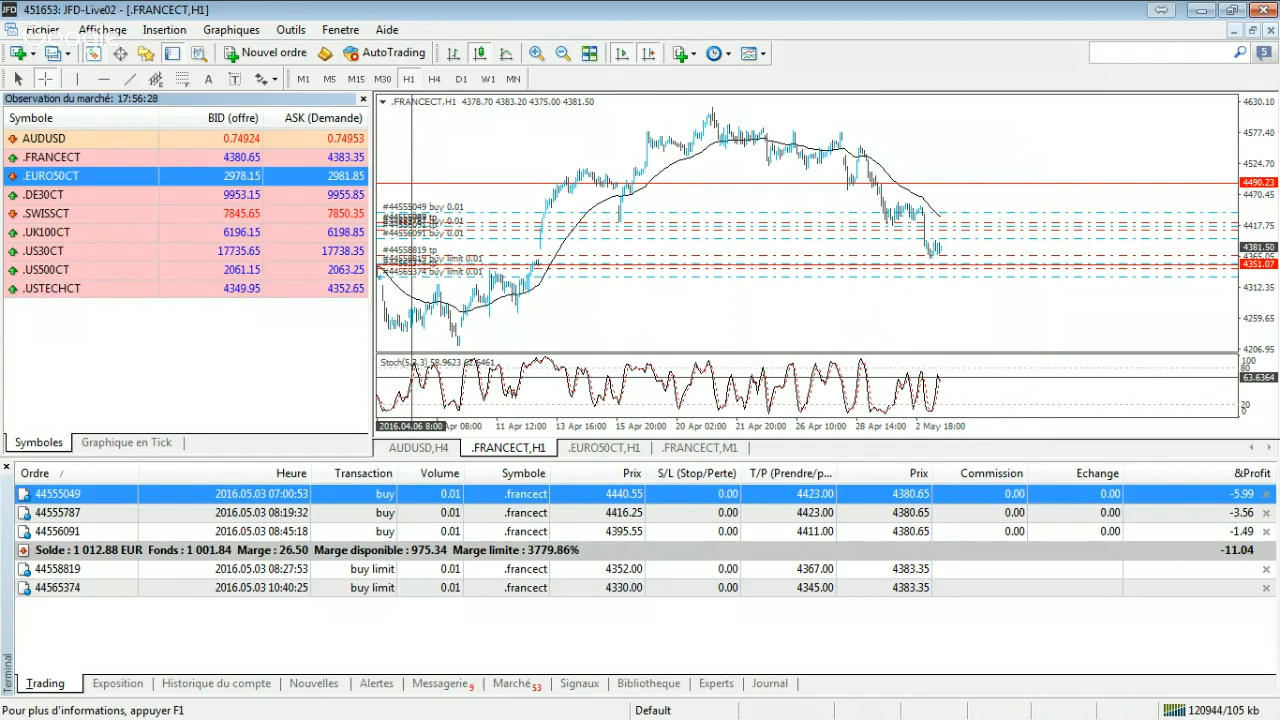 JFD 451653: JFD-Live02 - [.FRANCECT,H1]
Fichier Affichage Insertion Graphiques Outils Fenetre Aide
Nouvel ordre AutoTrading 5
A T M1 M5 M15 M30 H1 H4 D1 W1 MN
Observation du marché: 17:56:28
Symbole BID (offre) ASK (Demande)
AUDUSD 0.74924 0.74953
.FRANCECT 4380.65 4383.35
.EURO50CT 2978.15 2981.85
.DE30CT 9953.15 9955.85
.SWISSCT 7845.65 7850.35
.UK100CT 6196.15 6198.85
.US30CT 17735.65 17738.35
.US500CT 2061.15 2063.25
.USTECHCT 4349.95 4352.65
Symboles Graphique en Tick
.FRANCECT,H1 4378.70 4383.20 4375.00 4381.50
#44555049 buy 0.01
#44556091 buy 0.01
#44558819 tp
#44558819 buy limit 0.01
#44565374 buy limit 0.01
4630.10
4577.40
4524.70
4490.23
4470.45
4417.75
4381.50
4365.05
4351.07
4312.35
4259.65
4206.95
Stoch(5,3,3) 58.9623
100
80
63.6364
20
0
2016.04.06 8:00 Apr 08:00 11 Apr 12:00 13 Apr 16:00 15 Apr 20:00 20 Apr 02:00 21 Apr 20:00 26 Apr 10:00 28 Apr 14:00 2 May 18:00
AUDUSD,H4 .FRANCECT,H1 .EURO50CT,H1 .FRANCECT,M1
Ordre Heure Transaction Volume Symbole Prix S/L (Stop/Perte) T/P (Prendre/p... Prix Commission Echange &Profit
44555049 2016.05.03 07:00:53 buy 0.01 .francect 4440.55 0.00 4423.00 4380.65 0.00 0.00 -5.99
44555787 2016.05.03 08:19:32 buy 0.01 .francect 4416.25 0.00 4423.00 4380.65 0.00 0.00 -3.56
44556091 2016.05.03 08:45:18 buy 0.01 .francect 4395.55 0.00 4411.00 4380.65 0.00 0.00 -1.49
Solde : 1 012.88 EUR Fonds : 1 001.84 Marge : 26.50 Marge disponible : 975.34 Marge limite : 3779.86% -11.04
44558819 2016.05.03 08:27:53 buy limit 0.01 .francect 4352.00 0.00 4367.00 4383.35
44565374 2016.05.03 10:40:25 buy limit 0.01 .francect 4330.00 0.00 4345.00 4383.35
Terminal
Trading Exposition Historique du compte Nouvelles Alertes Messagerie 9 Marché 53 Signaux Bibliotheque Experts Journal
Pour plus d'informations, appuyer F1 Default 120944/105 kb